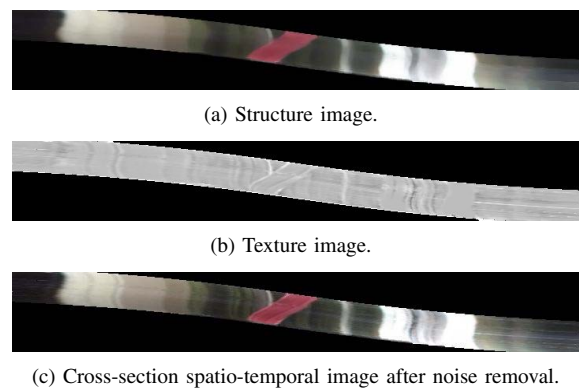 (a) Structure image.
(b) Texture image.
(c) Cross-section spatio-temporal image after noise removal.